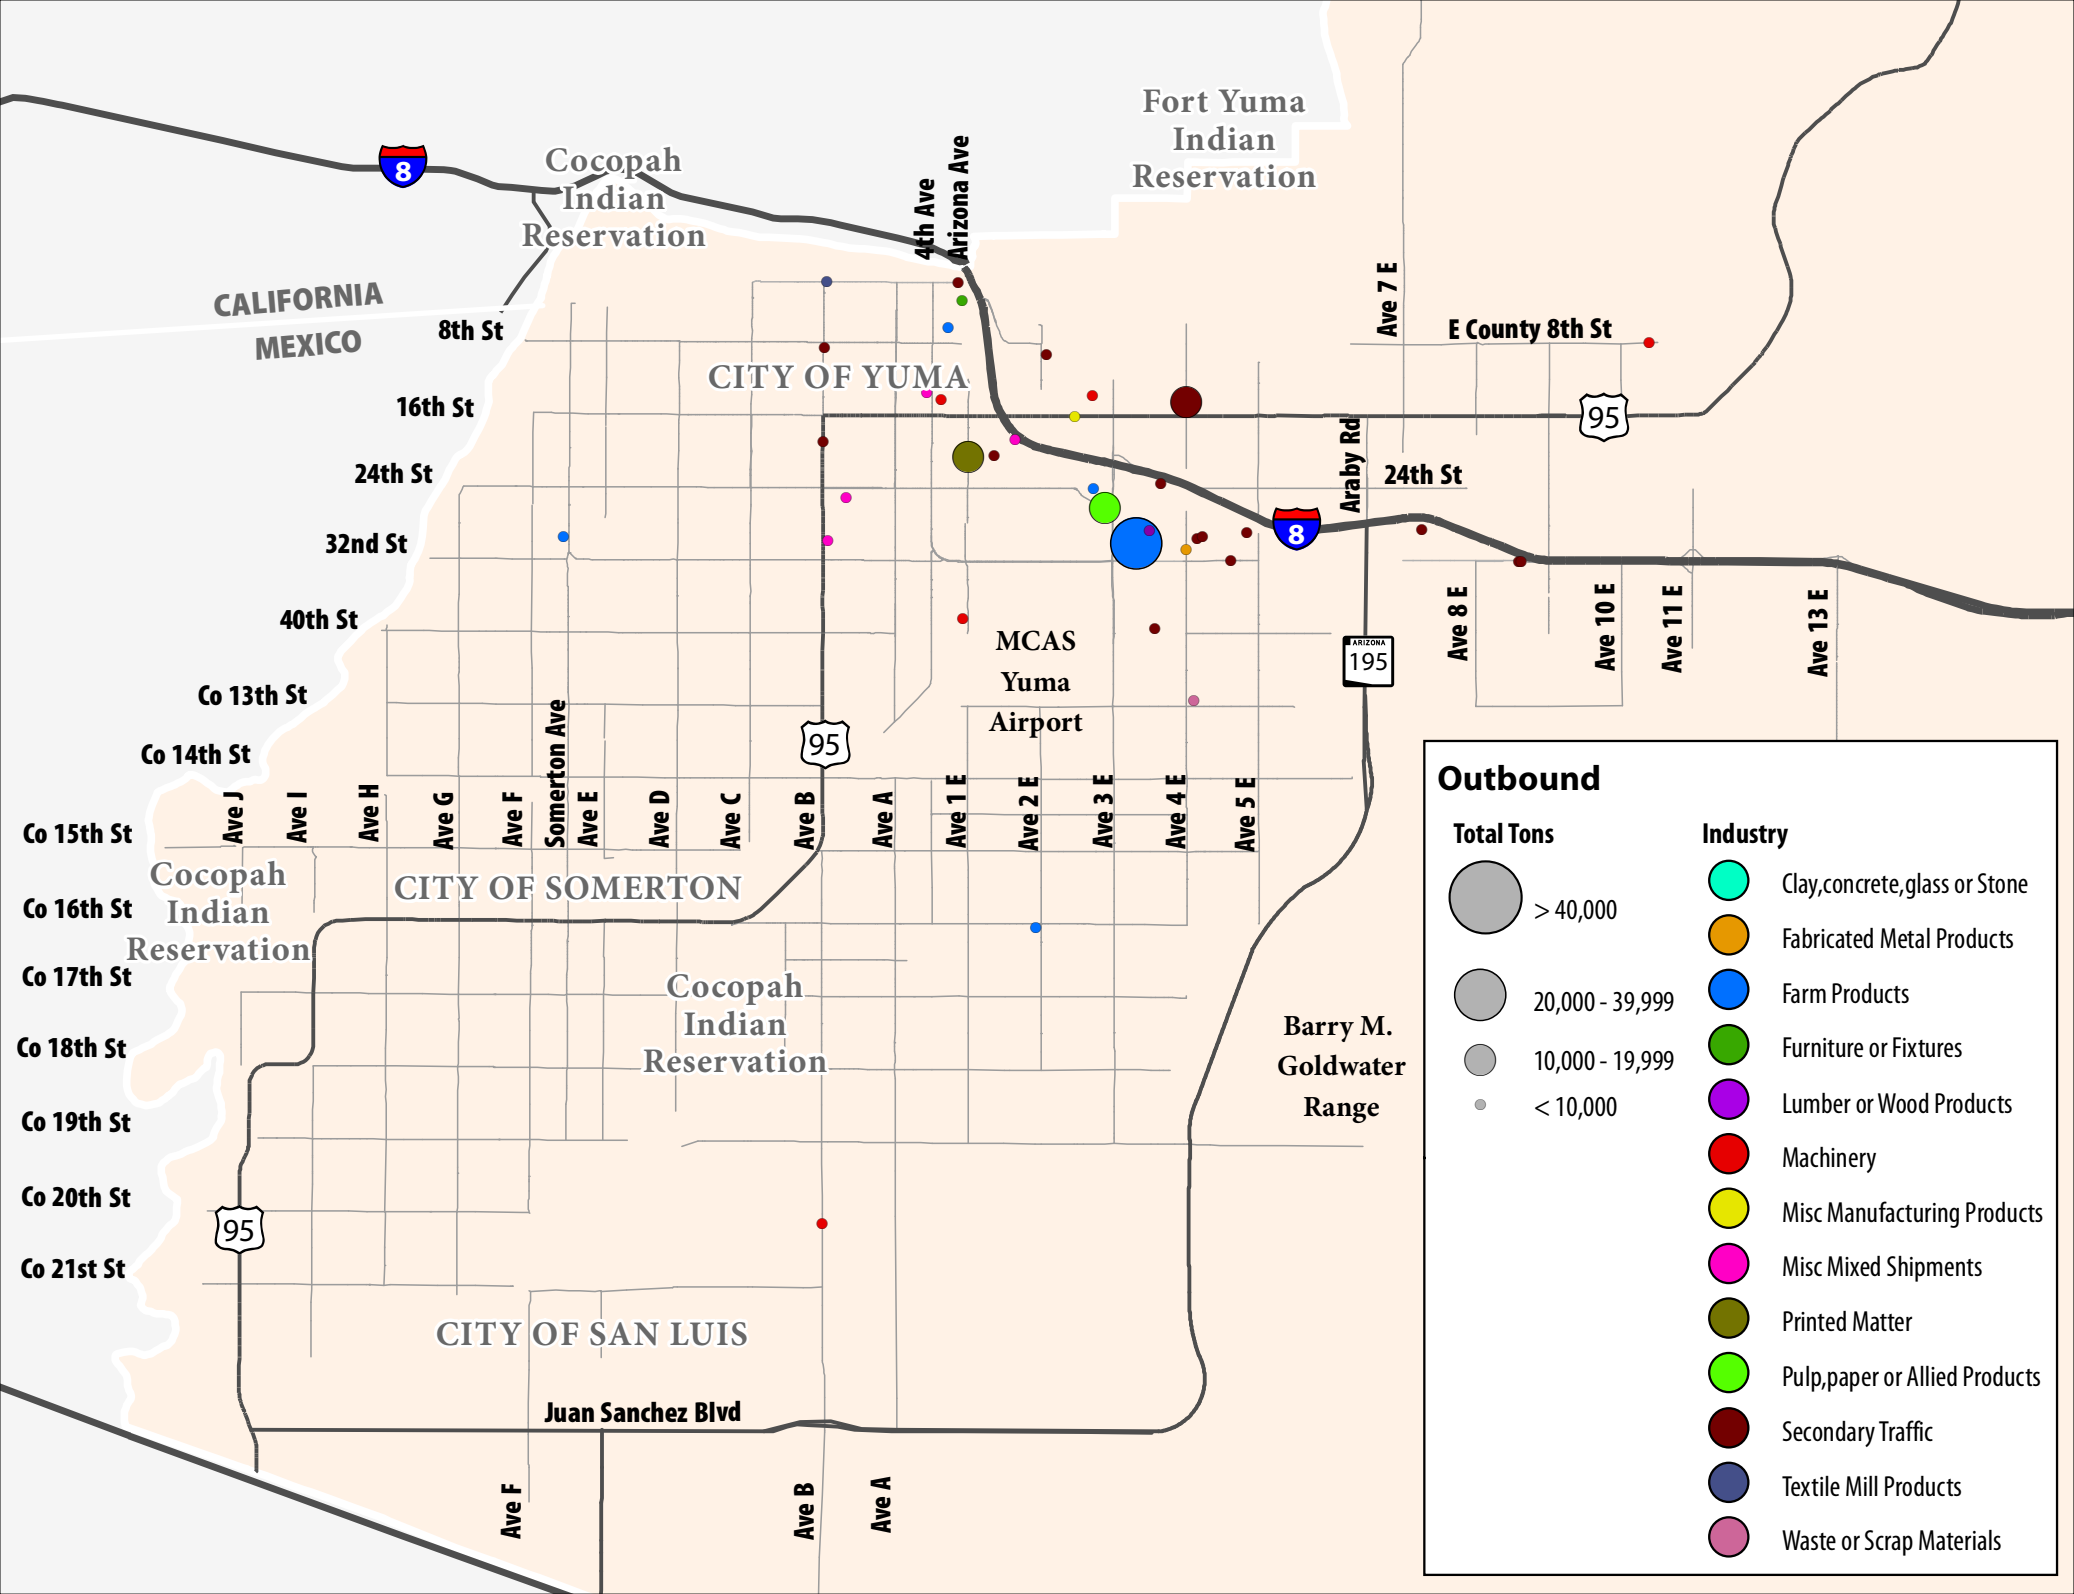 Fort Yuma
Indian
Reservation
Cocopah
Indian
Reservation
8
4th Ave
Arizona Ave
CALIFORNIA
MEXICO
8th St
Ave 7 E
E County 8th St
CITY OF YUMA
16th St
95
24th St
Araby Rd
24th St
32nd St
8
40th St
MCAS
Yuma
Airport
ARIZONA
195
Ave 8 E
Ave 10 E
Ave 11 E
Ave 13 E
Co 13th St
Co 14th St
95
Ave J
Ave I
Ave H
Ave G
Ave F
Somerton Ave
Ave E
Ave D
Ave C
Ave B
Ave A
Ave 1 E
Ave 2 E
Ave 3 E
Ave 4 E
Ave 5 E
Co 15th St
Cocopah
Indian
Reservation
CITY OF SOMERTON
Co 16th St
Co 17th St
Cocopah
Indian
Reservation
Barry M.
Goldwater
Range
Co 18th St
Co 19th St
Co 20th St
95
Co 21st St
CITY OF SAN LUIS
Juan Sanchez Blvd
Ave F
Ave B
Ave A
Outbound
Total Tons
> 40,000
20,000 - 39,999
10,000 - 19,999
< 10,000
Industry
Clay,concrete,glass or Stone
Fabricated Metal Products
Farm Products
Furniture or Fixtures
Lumber or Wood Products
Machinery
Misc Manufacturing Products
Misc Mixed Shipments
Printed Matter
Pulp,paper or Allied Products
Secondary Traffic
Textile Mill Products
Waste or Scrap Materials